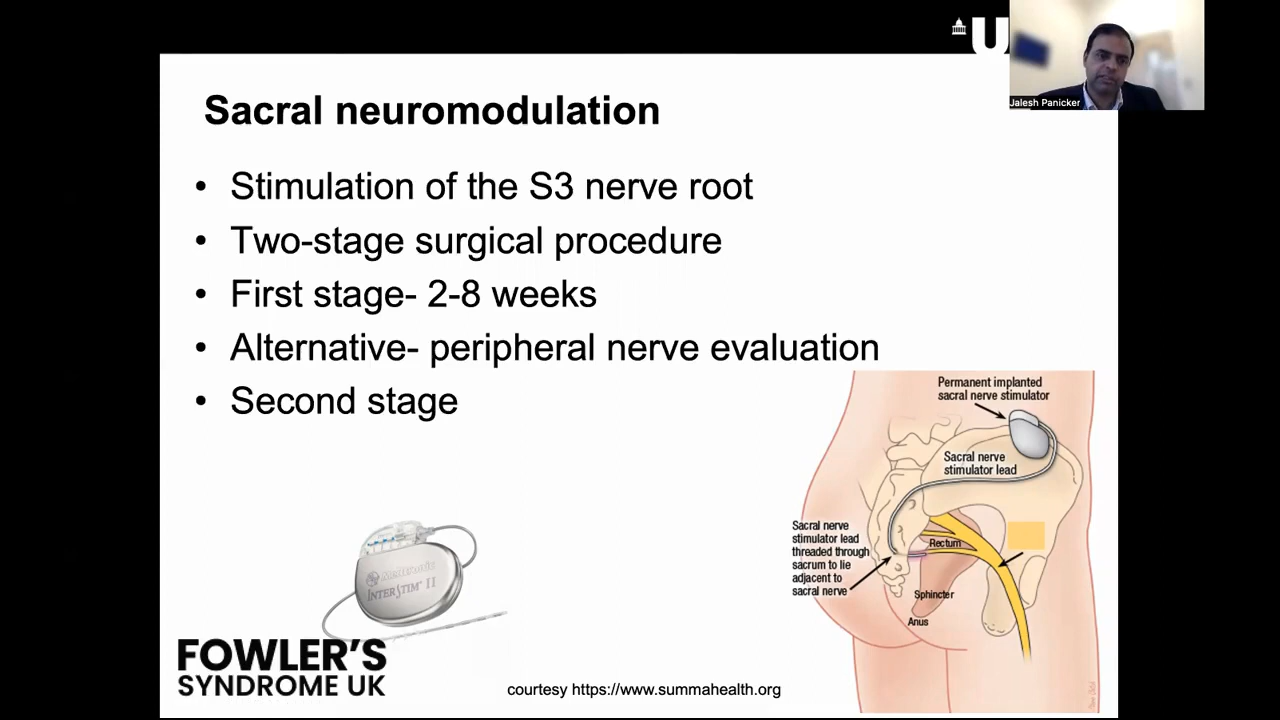 U
Jalesh Panicker
Sacral neuromodulation
• Stimulation of the S3 nerve root
• Two-stage surgical procedure
• First stage- 2-8 weeks
• Alternative- peripheral nerve evaluation
• Second stage
Permanent implanted
sacral nerve stimulator
Sacral nerve
stimulator lead
Sacral nerve
stimulator lead
threaded through
sacrum to lie
adjacent to
sacral nerve
Rectum
Sphincter
Anus
Medtronic
INTERSTIM® II
FOWLER'S
SYNDROME UK
courtesy https://www.summahealth.org